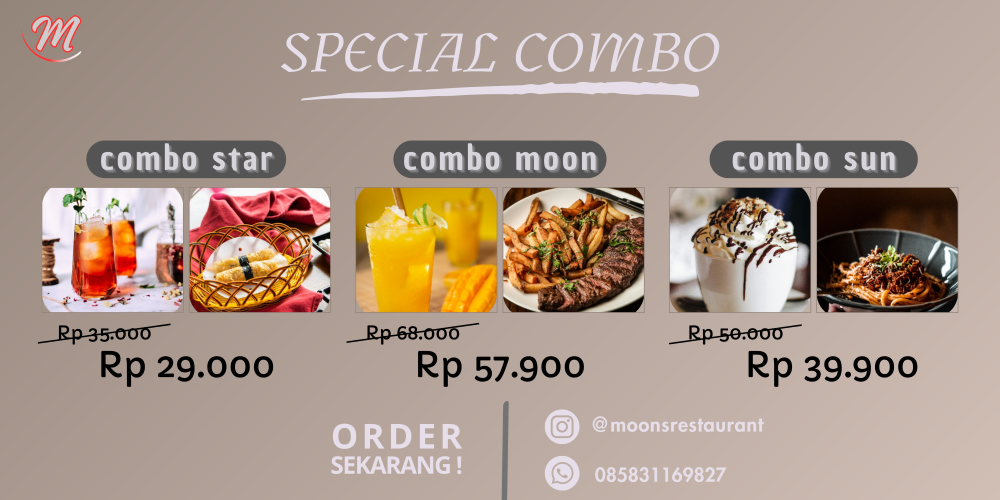 M
SPECIAL COMBO
combo star
combo moon
combo sun
Rp 35.000
Rp 68.000
Rp 50.000
Rp 29.000
Rp 57.900
Rp 39.900
ORDER
SEKARANG !
@moonsrestaurant
085831169827